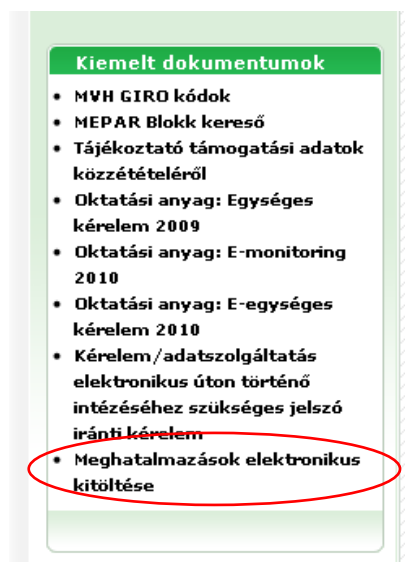 Kiemelt dokumentumok
• MVH GIRO kódok
• MEPAR Blokk kereső
• Tájékoztató támogatási adatok
közzétételéről
• Oktatási anyag: Egységes
kérelem 2009
• Oktatási anyag: E-monitoring
2010
• Oktatási anyag: E-egységes
kérelem 2010
• Kérelem/adatszolgáltatás
elektronikus úton történő
intézéséhez szükséges jelszó
iránti kérelem
• Meghatalmazások elektronikus
kitöltése